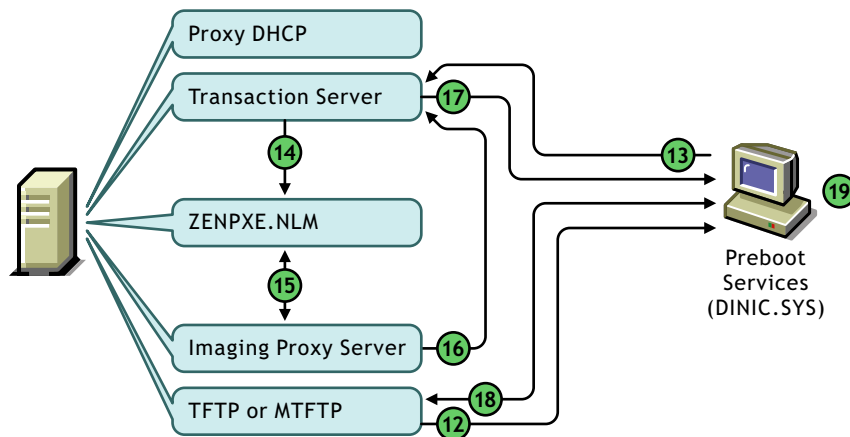 Proxy DHCP
Transaction Server
17
13
14
19
ZENPXE.NLM
15
Preboot
Services
(DINIC.SYS)
Imaging Proxy Server
16
18
TFTP or MTFTP
12